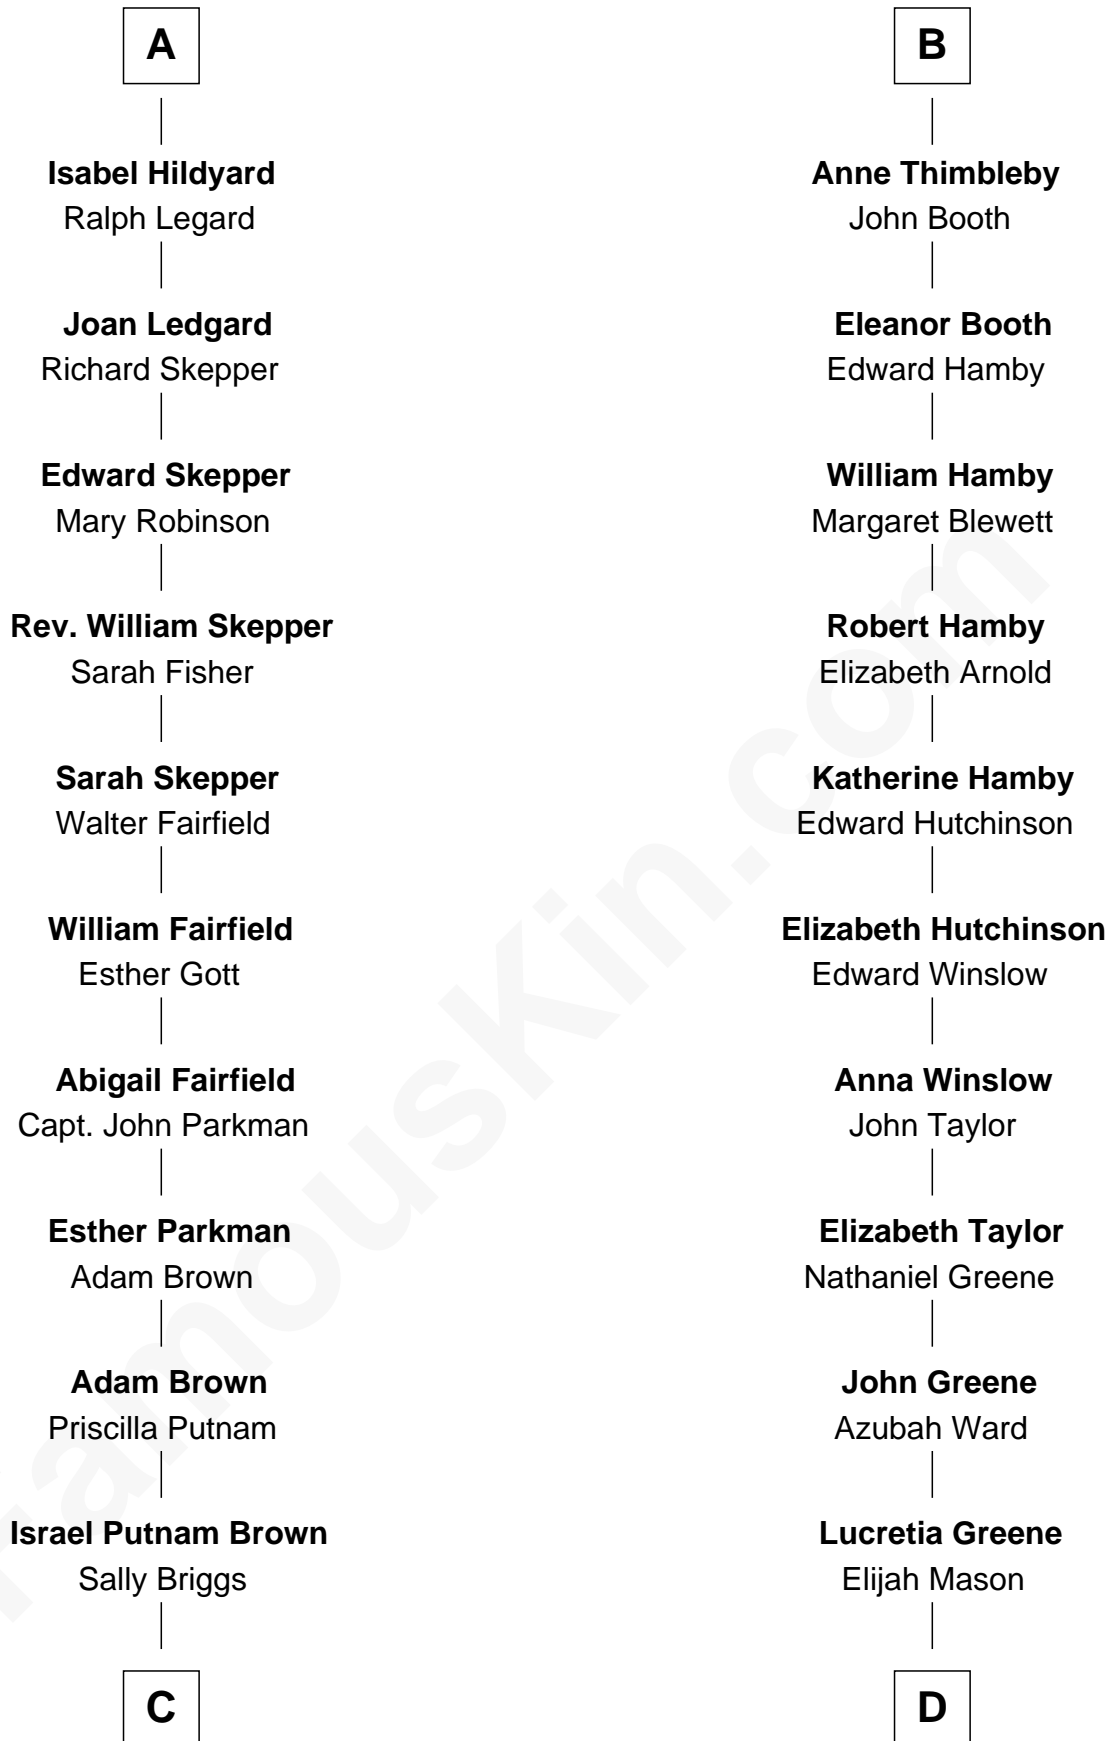 A
Isabel Hildyard
Ralph Legard
Joan Ledgard
Richard Skepper
Edward Skepper
Mary Robinson
Rev. William Skepper
Sarah Fisher
Sarah Skepper
Walter Fairfield
William Fairfield
Esther Gott
Abigail Fairfield
Capt. John Parkman
Esther Parkman
Adam Brown
Adam Brown
Priscilla Putnam
Israel Putnam Brown
Sally Briggs
C
B
Anne Thimbleby
John Booth
Eleanor Booth
Edward Hamby
William Hamby
Margaret Blewett
Robert Hamby
Elizabeth Arnold
Katherine Hamby
Edward Hutchinson
Elizabeth Hutchinson
Edward Winslow
Anna Winslow
John Taylor
Elizabeth Taylor
Nathaniel Greene
John Greene
Azubah Ward
Lucretia Greene
Elijah Mason
D
FamousKin.com